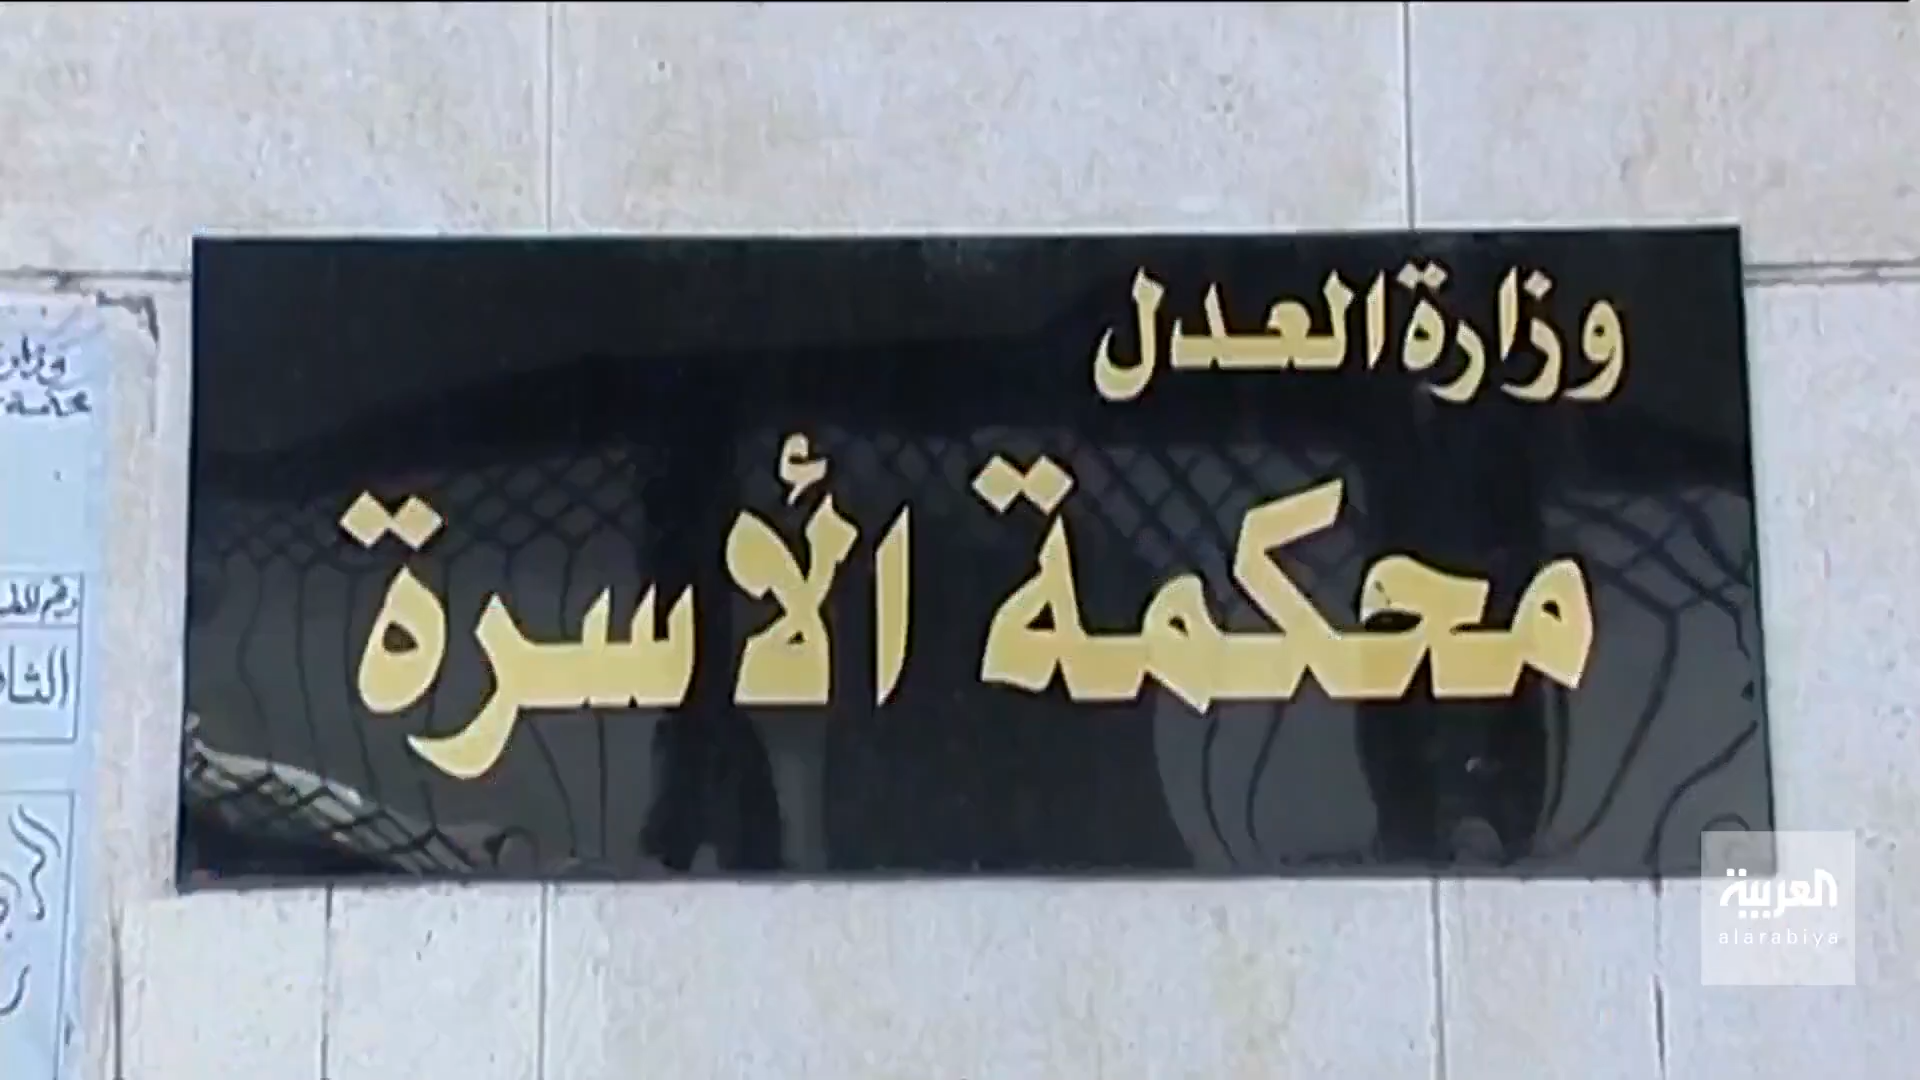 وزارة العدل
محكمة الأسرة
العربية
alarabiya